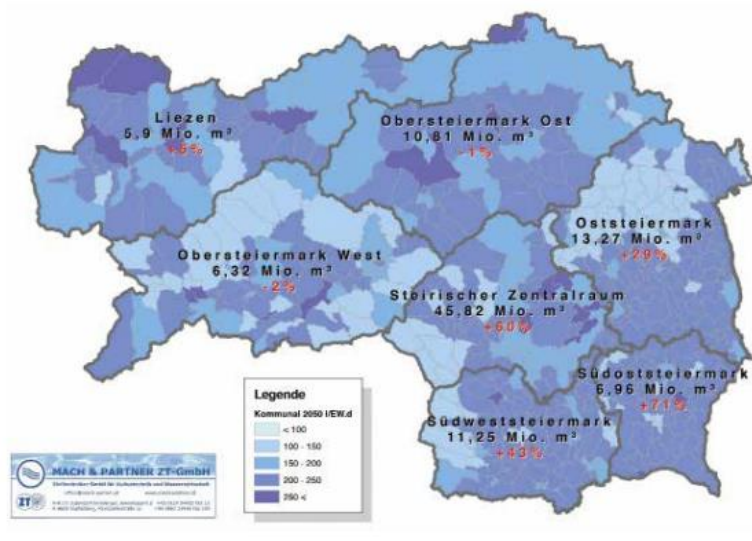 Liezen
5,9 Mio. m³
+5%
Obersteiermark Ost
10,81 Mio. m³
-1%
Oststeiermark
13,27 Mio. m³
+29%
Obersteiermark West
6,32 Mio. m³
-2%
Steirischer Zentralraum
45,82 Mio. m³
+60%
Südoststeiermark
6,96 Mio. m³
+71%
Südweststeiermark
11,25 Mio. m³
+43%
Legende
Kommunal 2050 l/EW.d
< 100
100 - 150
150 - 200
200 - 250
250 <
MACH & PARTNER ZT-GmbH
ZT